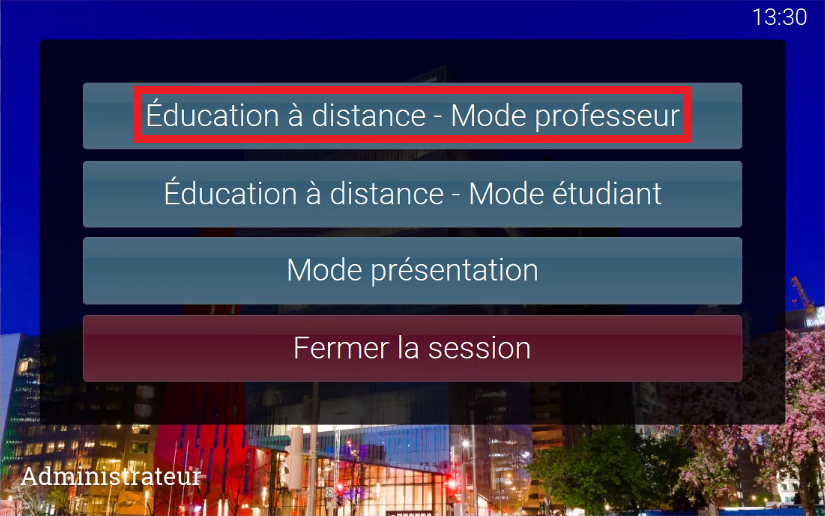 13:30
Éducation à distance - Mode professeur
Éducation à distance - Mode étudiant
Mode présentation
Fermer la session
Administrateur